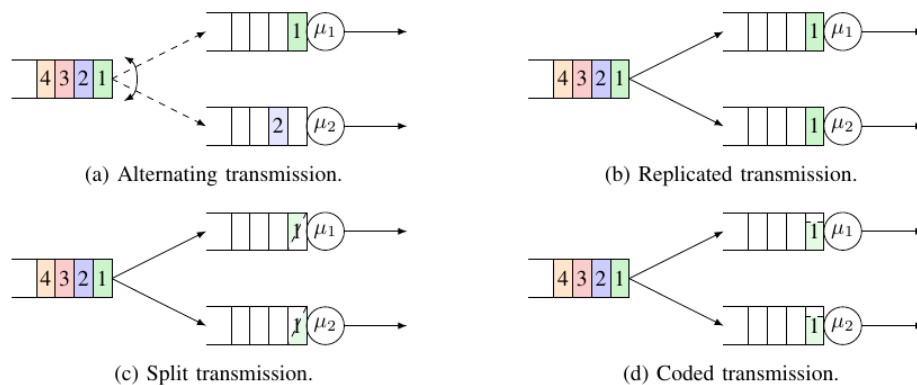 1 μ1
4 3 2 1
2 μ2
(a) Alternating transmission.
1 μ1
4 3 2 1
1 μ2
(b) Replicated transmission.
1 μ1
4 3 2 1
1 μ2
(c) Split transmission.
1 μ1
4 3 2 1
1 μ2
(d) Coded transmission.